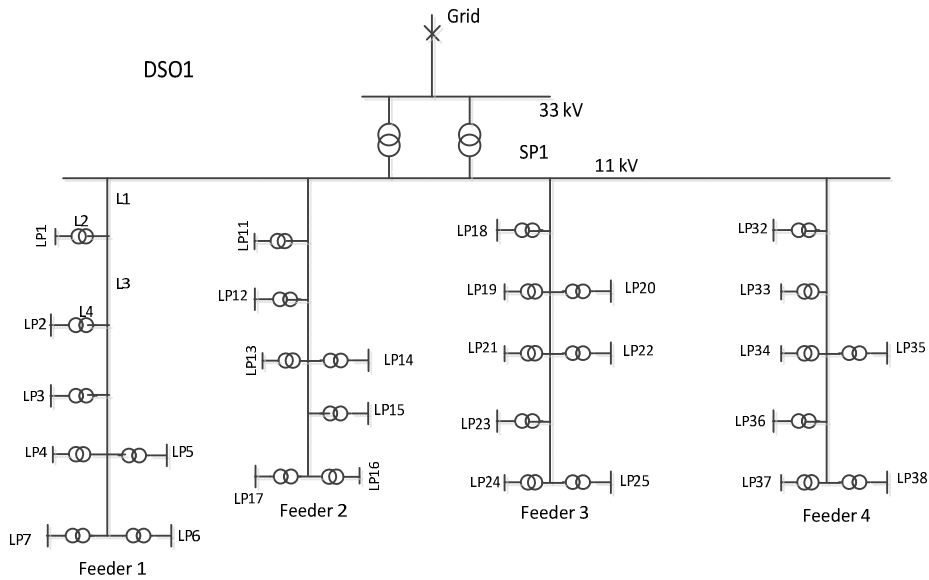 Grid
DSO1
33 kV
SP1
11 kV
L1
LP1
L2
L3
L4
LP2
LP3
LP4
LP5
LP7
LP6
Feeder 1
LP11
LP12
LP13
LP14
LP15
LP17
LP16
Feeder 2
LP18
LP19
LP20
LP21
LP22
LP23
LP24
LP25
Feeder 3
LP32
LP33
LP34
LP35
LP36
LP37
LP38
Feeder 4